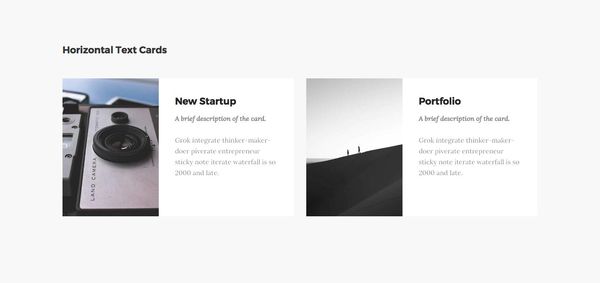 Horizontal Text Cards
New Startup
A brief description of the card.
Grok integrate thinker-maker-
doer piverate entrepreneur
sticky note iterate waterfall is so
2000 and late.
LAND CAMERA
Portfolio
A brief description of the card.
Grok integrate thinker-maker-
doer piverate entrepreneur
sticky note iterate waterfall is so
2000 and late.